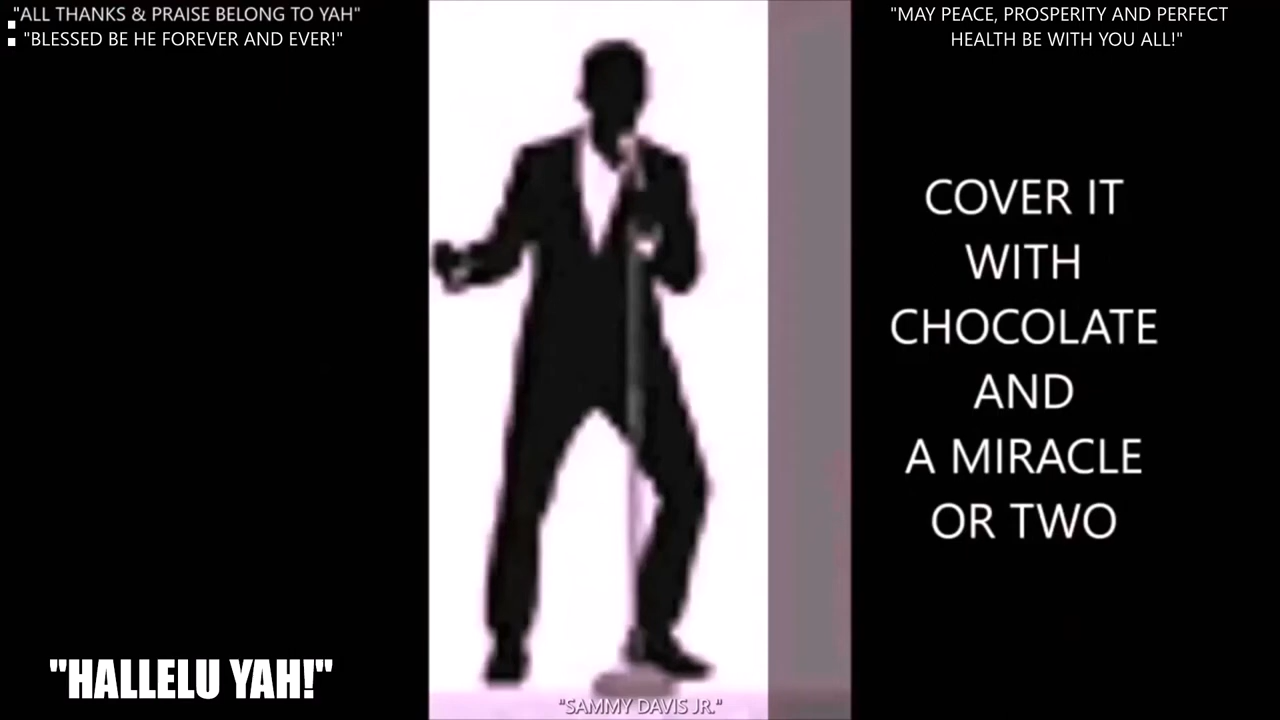 "ALL THANKS & PRAISE BELONG TO YAH"
"BLESSED BE HE FOREVER AND EVER!"
"MAY PEACE, PROSPERITY AND PERFECT
HEALTH BE WITH YOU ALL!"
COVER IT
WITH
CHOCOLATE
AND
A MIRACLE
OR TWO
"HALLELU YAH!"
"SAMMY DAVIS JR."